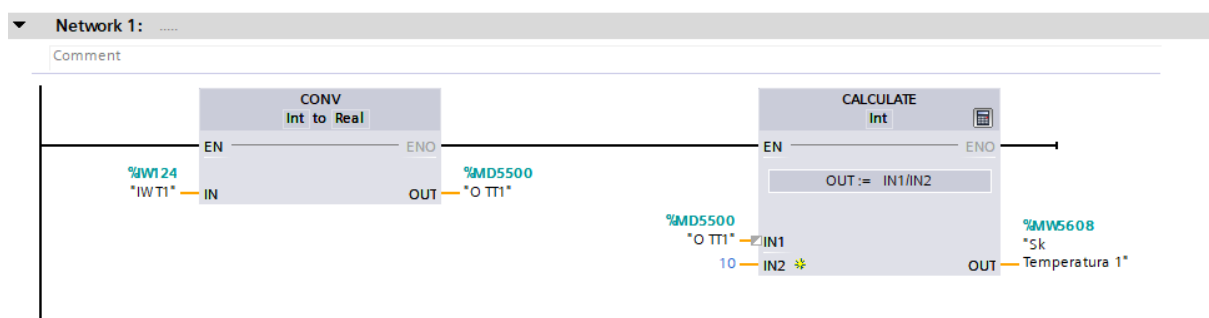 Network 1: .....
Comment
CONV
Int to Real
EN ENO
%IW124
"IW T1"
IN
%MD5500
"O TT1"
OUT
CALCULATE
Int
EN ENO
OUT := IN1/IN2
%MD5500
"O TT1"
IN1
10
IN2
%MW5608
"Sk
Temperatura 1"
OUT